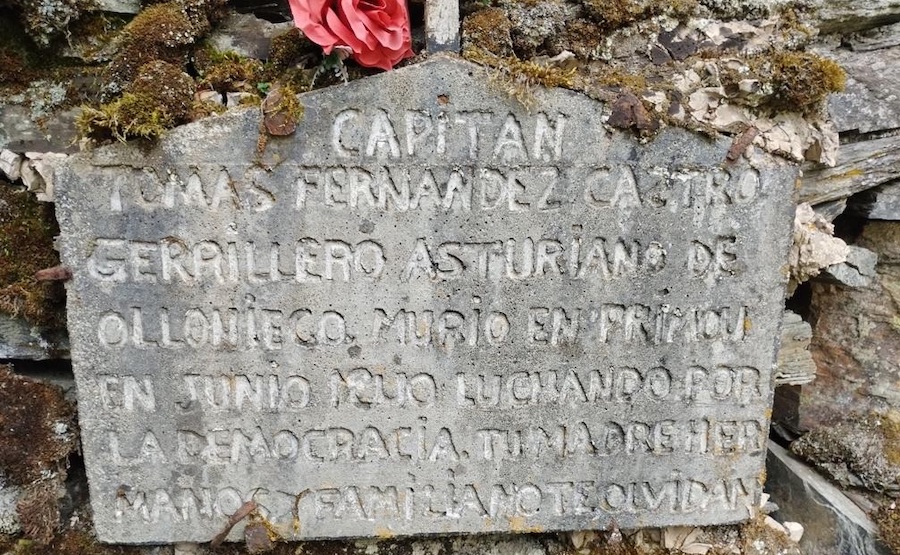 CAPITAN
TOMAS FERNANDEZ CAZTRO
GERRILLERO ASTURIANO DE
OLLONIEGO. MURIO EN PRIMOU
EN JUNIO LUCHANDO POR
LA DEMOCRACIA. TU MADRE HER
MANOS Y FAMILIA NO TE OLVIDAN